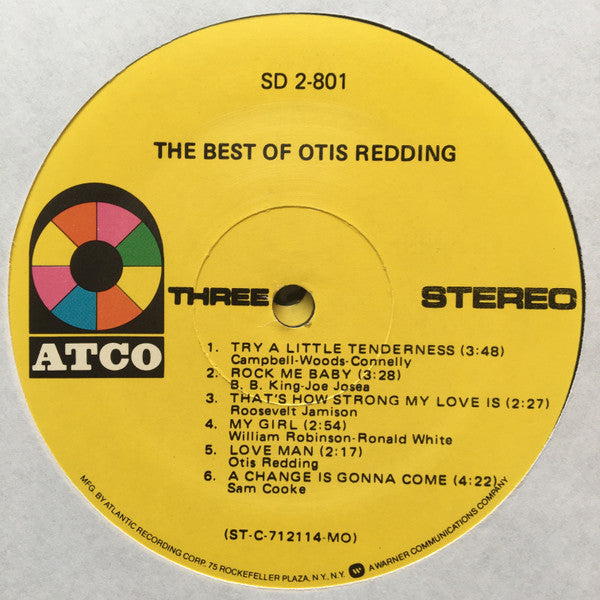 SD 2-801
THE BEST OF OTIS REDDING
ATCO
THREE
STEREO
1. TRY A LITTLE TENDERNESS (3:48)
Campbell-Woods-Connelly
2. ROCK ME BABY (3:28)
B. B. King-Joe Josea
3. THAT'S HOW STRONG MY LOVE IS (2:27)
Roosevelt Jamison
4. MY GIRL (2:54)
William Robinson-Ronald White
5. LOVE MAN (2:17)
Otis Redding
6. A CHANGE IS GONNA COME (4:22)
Sam Cooke
(ST-C-712114-MO)
MFG. BY ATLANTIC RECORDING CORP. 75 ROCKEFELLER PLAZA, N.Y., N.Y. W A WARNER COMMUNICATIONS COMPANY